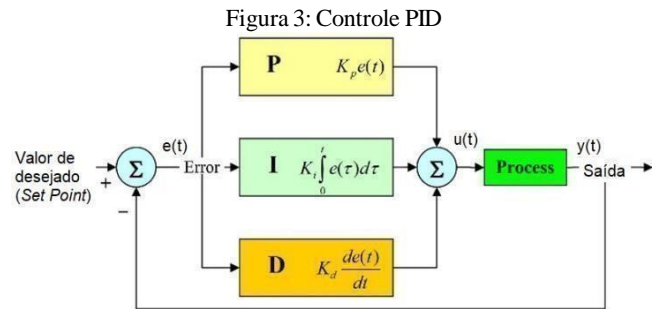 Figura 3: Controle PID
P K_p e(t)
Valor de
desejado
(Set Point)
+
−
Σ
e(t)
Error
I K_i ∫_0^t e(τ)dτ
Σ
u(t)
Process
y(t)
Saída
D K_d de(t)/dt